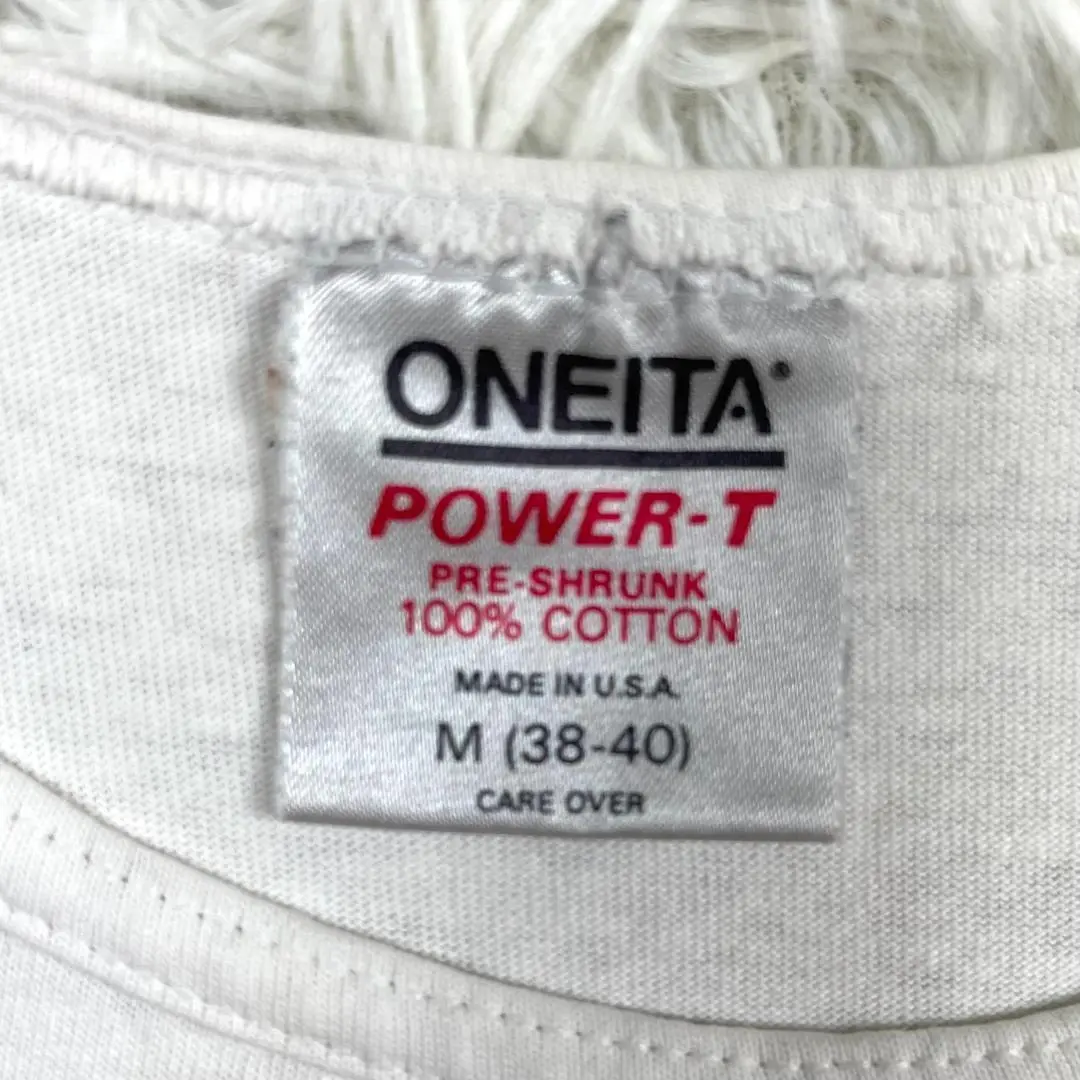 ONEITA®
POWER-T
PRE-SHRUNK
100% COTTON
MADE IN U.S.A.
M (38-40)
CARE OVER